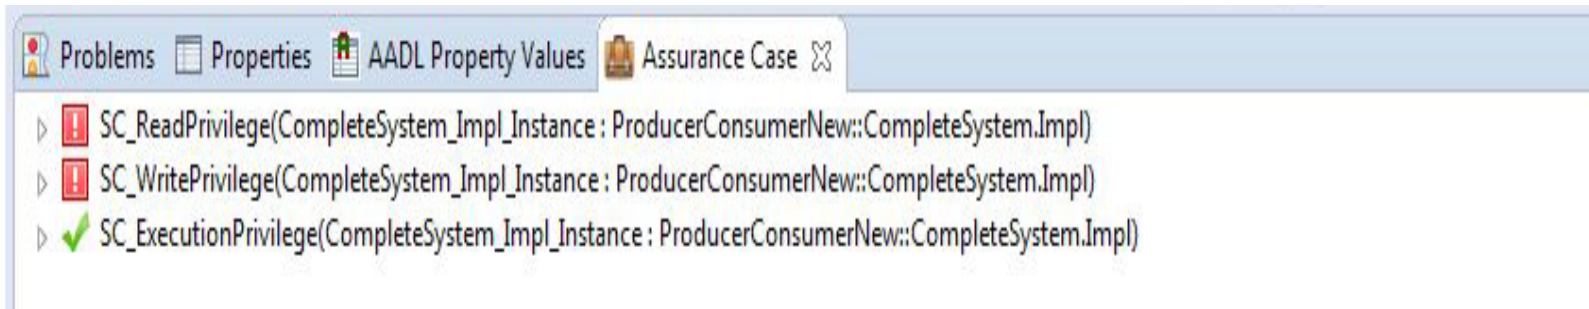 Problems Properties AADL Property Values Assurance Case
SC_ReadPrivilege(CompleteSystem_Impl_Instance : ProducerConsumerNew::CompleteSystem.Impl)
SC_WritePrivilege(CompleteSystem_Impl_Instance : ProducerConsumerNew::CompleteSystem.Impl)
SC_ExecutionPrivilege(CompleteSystem_Impl_Instance : ProducerConsumerNew::CompleteSystem.Impl)